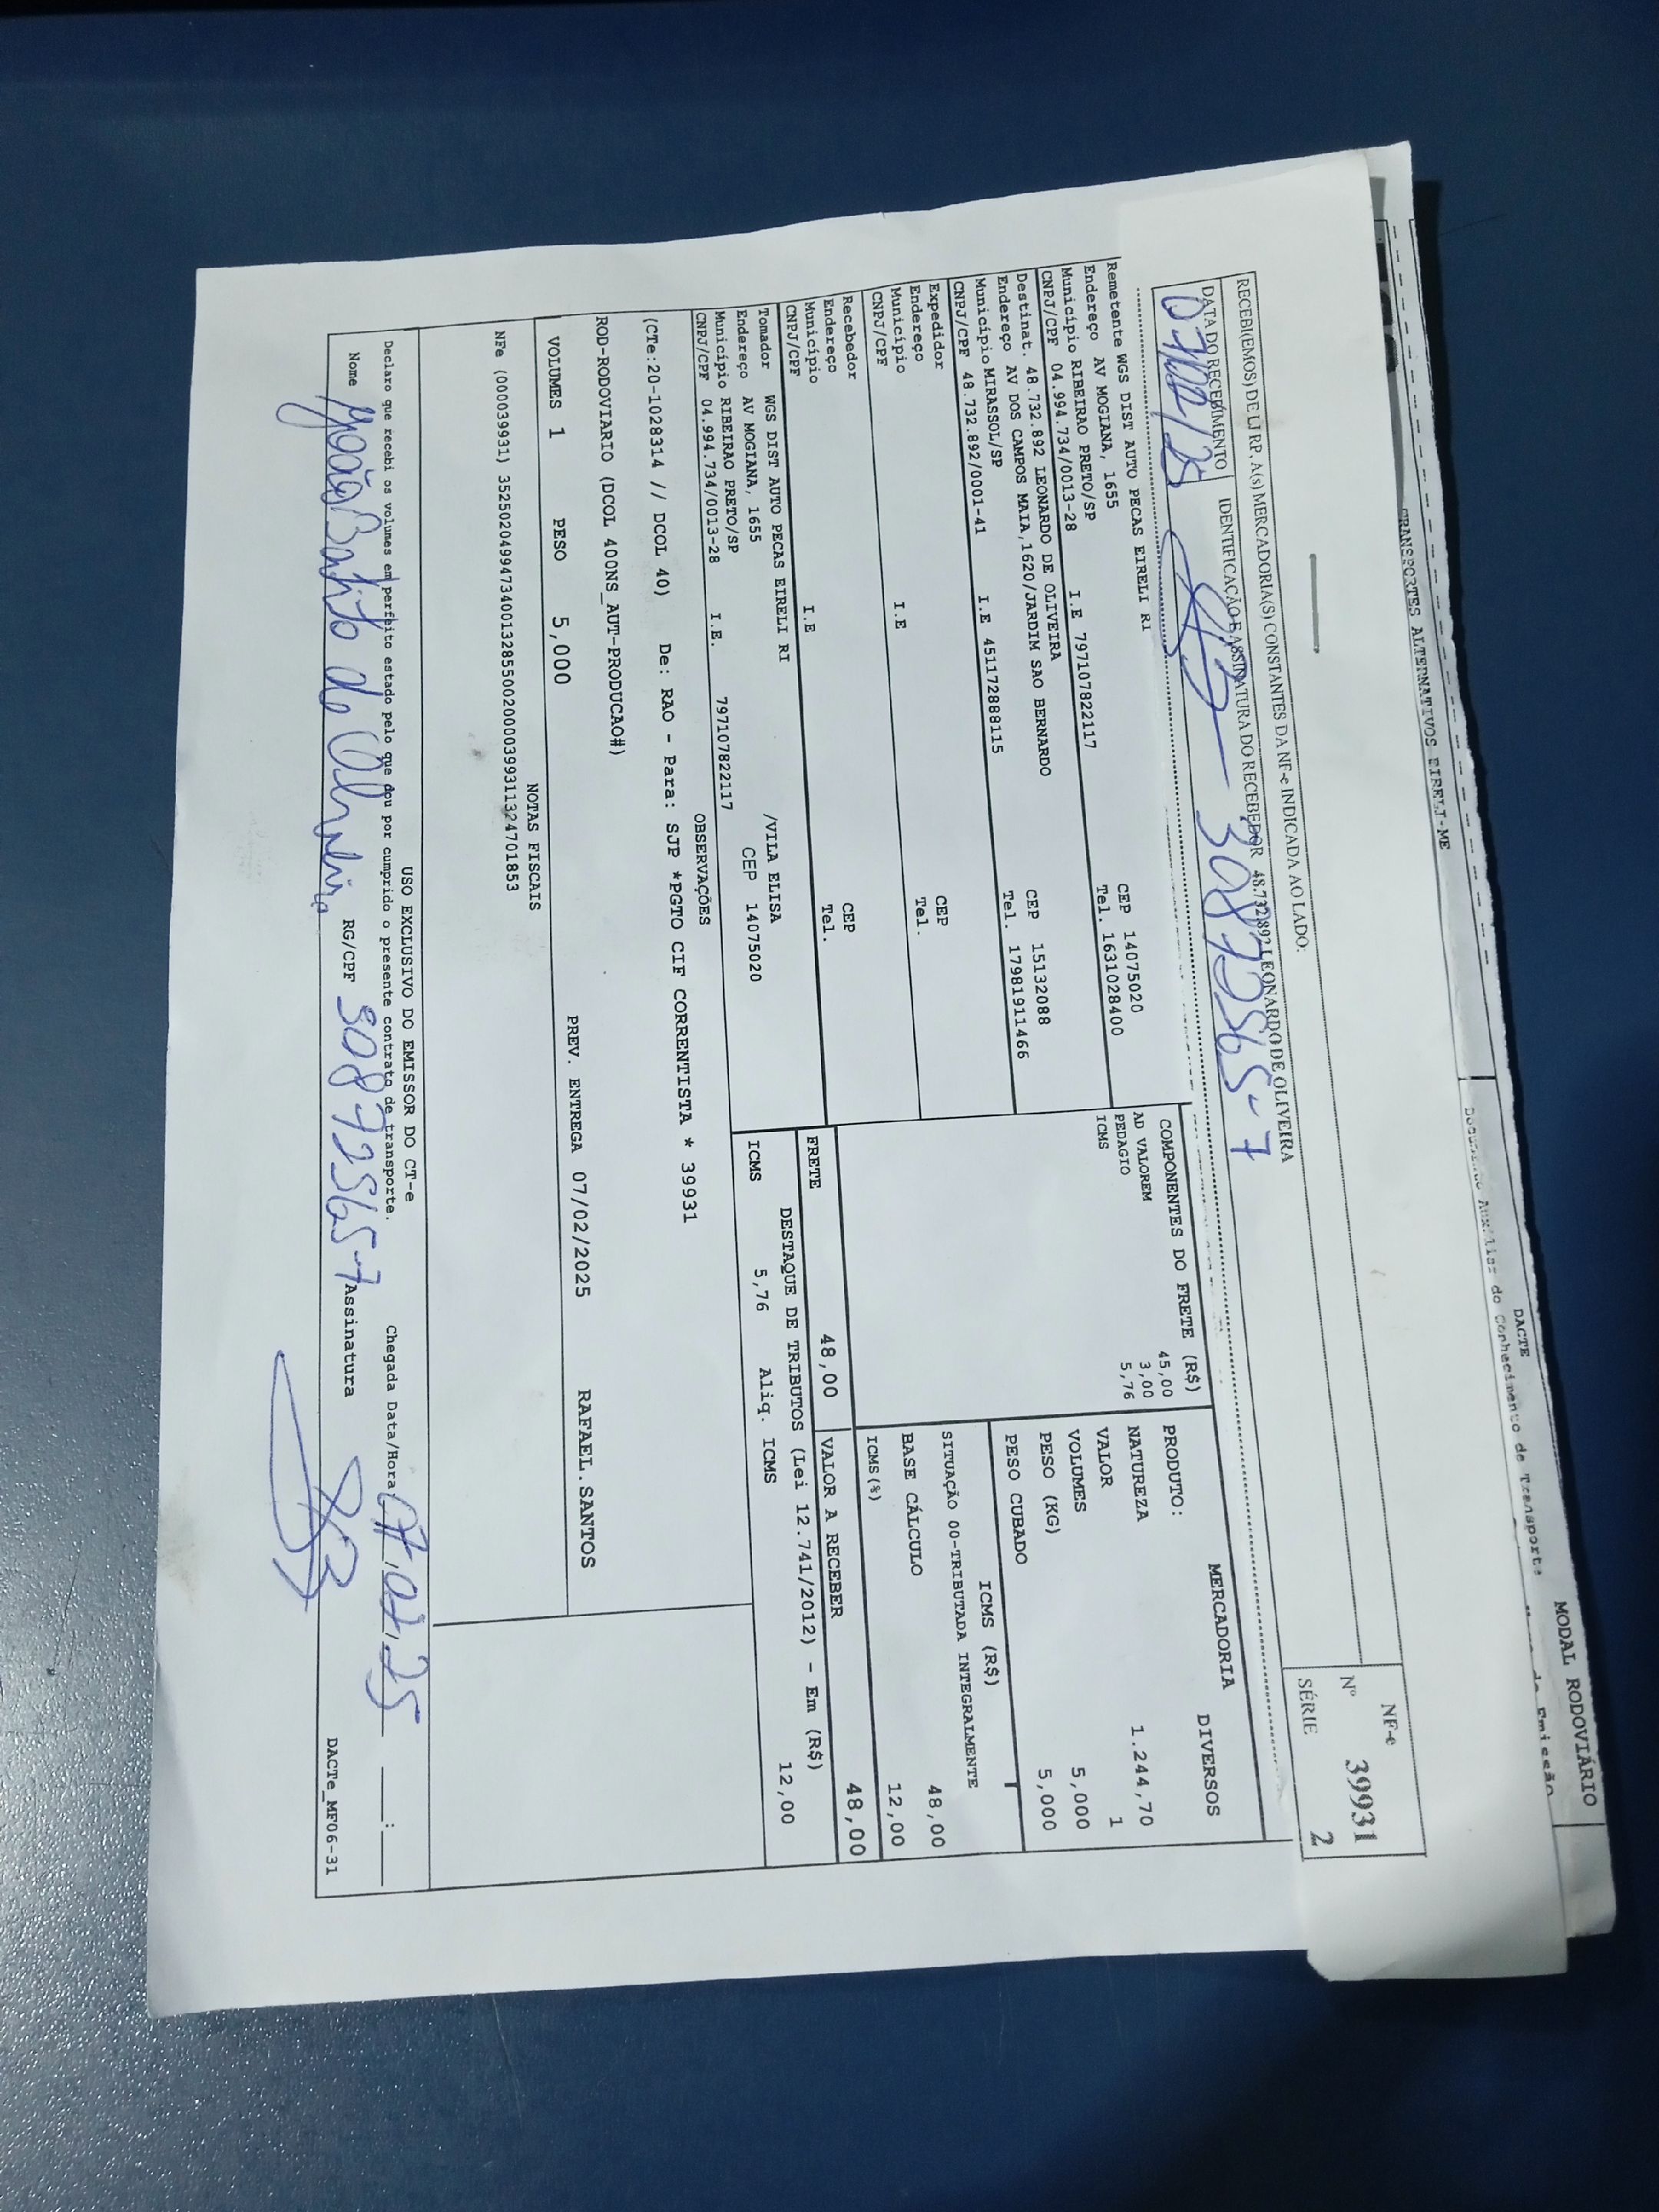 MODAL RODOVIÁRIO
DACTE
Documento Auxiliar do Conhecimento de Transporte
TRANSPORTES ALTERNATIVOS EIRELI-ME
NF-e
Nº 39931
SÉRIE 2
RECEBI(EMOS) DE LJ RP, A(s) MERCADORIA(S) CONSTANTES DA NF-e INDICADA AO LADO.
DATA DO RECEBIMENTO IDENTIFICAÇÃO E ASSINATURA DO RECEBEDOR 48.732.892 LEONARDO DE OLIVEIRA
07/02/25 30872565-7
Remetente WGS DIST AUTO PECAS EIRELI RI
Endereço AV MOGIANA, 1655 CEP 14075020
Município RIBEIRAO PRETO/SP Tel. 1631028400
CNPJ/CPF 04.994.734/0013-28 I.E 797107822117
Destinat. 48.732.892 LEONARDO DE OLIVEIRA
Endereço AV DOS CAMPOS MAIA,1620/JARDIM SAO BERNARDO CEP 15132088
Município MIRASSOL/SP Tel. 17981911466
CNPJ/CPF 48.732.892/0001-41 I.E 451172888115
Expedidor
Endereço CEP
Município Tel.
CNPJ/CPF I.E
Recebedor
Endereço CEP
Município Tel.
CNPJ/CPF I.E
Tomador WGS DIST AUTO PECAS EIRELI RI
Endereço AV MOGIANA, 1655 /VILA ELISA
Município RIBEIRAO PRETO/SP CEP 14075020
CNPJ/CPF 04.994.734/0013-28 I.E. 797107822117
COMPONENTES DO FRETE (R$)
45,00
AD VALOREM 3,00
PEDAGIO 5,76
ICMS
FRETE 48,00
MERCADORIA
PRODUTO: DIVERSOS
NATUREZA
VALOR 1.244,70
VOLUMES 1
PESO (KG) 5,000
PESO CUBADO 5,000
ICMS (R$)
SITUAÇÃO 00-TRIBUTADA INTEGRALMENTE
BASE CÁLCULO 48,00
ICMS (%) 12,00
VALOR A RECEBER 48,00
DESTAQUE DE TRIBUTOS (Lei 12.741/2012) - Em (R$)
ICMS 5,76 Aliq. ICMS 12,00
OBSERVAÇÕES
(CTe:20-1028314 // DCOL 40) De: RAO - Para: SJP *PGTO CIF CORRENTISTA * 39931
ROD-RODOVIARIO (DCOL 40ONS_AUT-PRODUCAO#)
VOLUMES 1 PESO 5,000 PREV. ENTREGA 07/02/2025 RAFAEL.SANTOS
NOTAS FISCAIS
NFe (000039931) 35250204994734001328550020000399311324701853
USO EXCLUSIVO DO EMISSOR DO CT-e
Declaro que recebi os volumes em perfeito estado pelo que dou por cumprido o presente contrato de transporte. Chegada Data/Hora 07/02/25 ___:___
Nome João RG/CPF 30872565-7 Assinatura
DACTe_MF06-31